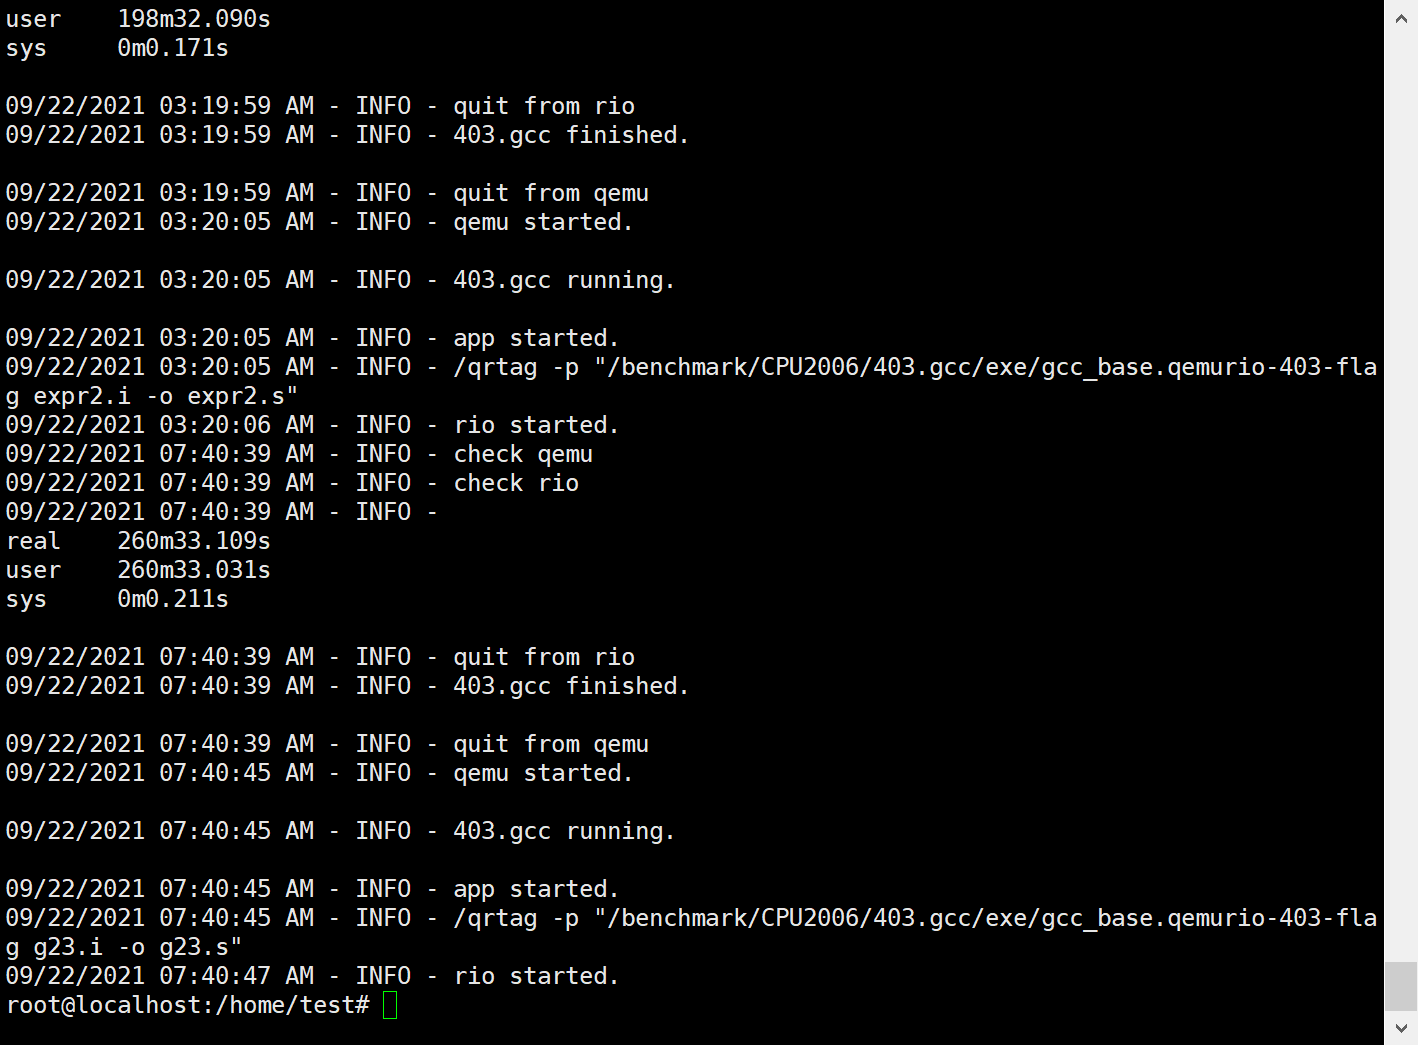 user    198m32.090s
sys     0m0.171s
09/22/2021 03:19:59 AM - INFO - quit from rio
09/22/2021 03:19:59 AM - INFO - 403.gcc finished.
09/22/2021 03:19:59 AM - INFO - quit from qemu
09/22/2021 03:20:05 AM - INFO - qemu started.
09/22/2021 03:20:05 AM - INFO - 403.gcc running.
09/22/2021 03:20:05 AM - INFO - app started.
09/22/2021 03:20:05 AM - INFO - /qrtag -p "/benchmark/CPU2006/403.gcc/exe/gcc_base.qemurio-403-fla
g expr2.i -o expr2.s"
09/22/2021 03:20:06 AM - INFO - rio started.
09/22/2021 07:40:39 AM - INFO - check qemu
09/22/2021 07:40:39 AM - INFO - check rio
09/22/2021 07:40:39 AM - INFO -
real    260m33.109s
user    260m33.031s
sys     0m0.211s
09/22/2021 07:40:39 AM - INFO - quit from rio
09/22/2021 07:40:39 AM - INFO - 403.gcc finished.
09/22/2021 07:40:39 AM - INFO - quit from qemu
09/22/2021 07:40:45 AM - INFO - qemu started.
09/22/2021 07:40:45 AM - INFO - 403.gcc running.
09/22/2021 07:40:45 AM - INFO - app started.
09/22/2021 07:40:45 AM - INFO - /qrtag -p "/benchmark/CPU2006/403.gcc/exe/gcc_base.qemurio-403-fla
g g23.i -o g23.s"
09/22/2021 07:40:47 AM - INFO - rio started.
root@localhost:/home/test#